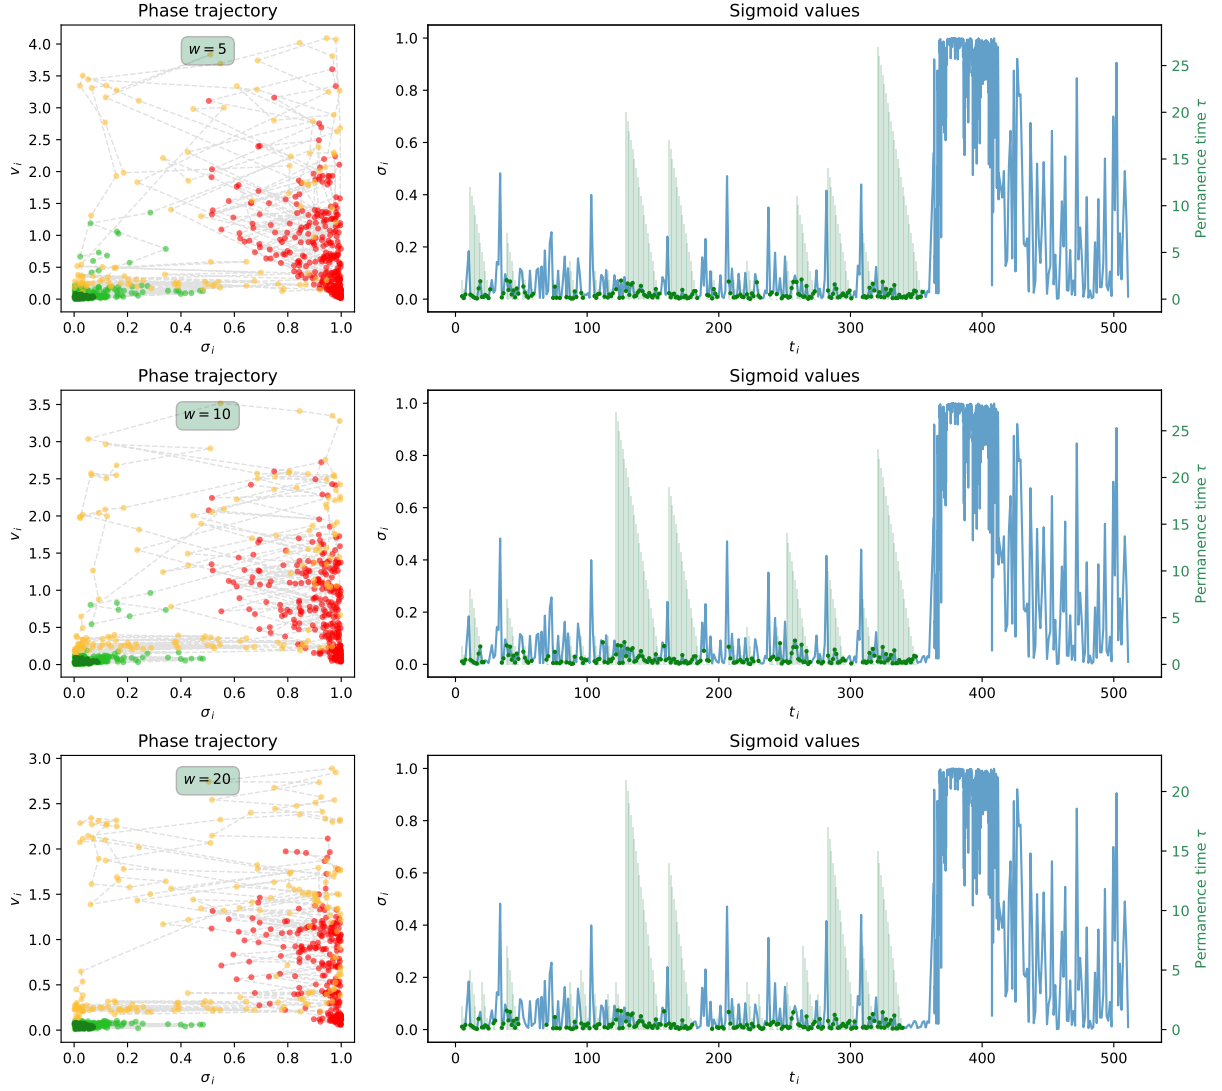 Phase trajectory
Sigmoid values
w = 5
4.0
3.5
3.0
2.5
2.0
1.5
1.0
0.5
0.0
v_i
0.0 0.2 0.4 0.6 0.8 1.0
σ_i
1.0
0.8
0.6
0.4
0.2
0.0
σ_i
0 100 200 300 400 500
t_i
25
20
15
10
5
0
Permanence time τ
Phase trajectory
Sigmoid values
w = 10
3.5
3.0
2.5
2.0
1.5
1.0
0.5
0.0
v_i
0.0 0.2 0.4 0.6 0.8 1.0
σ_i
1.0
0.8
0.6
0.4
0.2
0.0
σ_i
0 100 200 300 400 500
t_i
25
20
15
10
5
0
Permanence time τ
Phase trajectory
Sigmoid values
w = 20
3.0
2.5
2.0
1.5
1.0
0.5
0.0
v_i
0.0 0.2 0.4 0.6 0.8 1.0
σ_i
1.0
0.8
0.6
0.4
0.2
0.0
σ_i
0 100 200 300 400 500
t_i
20
15
10
5
0
Permanence time τ